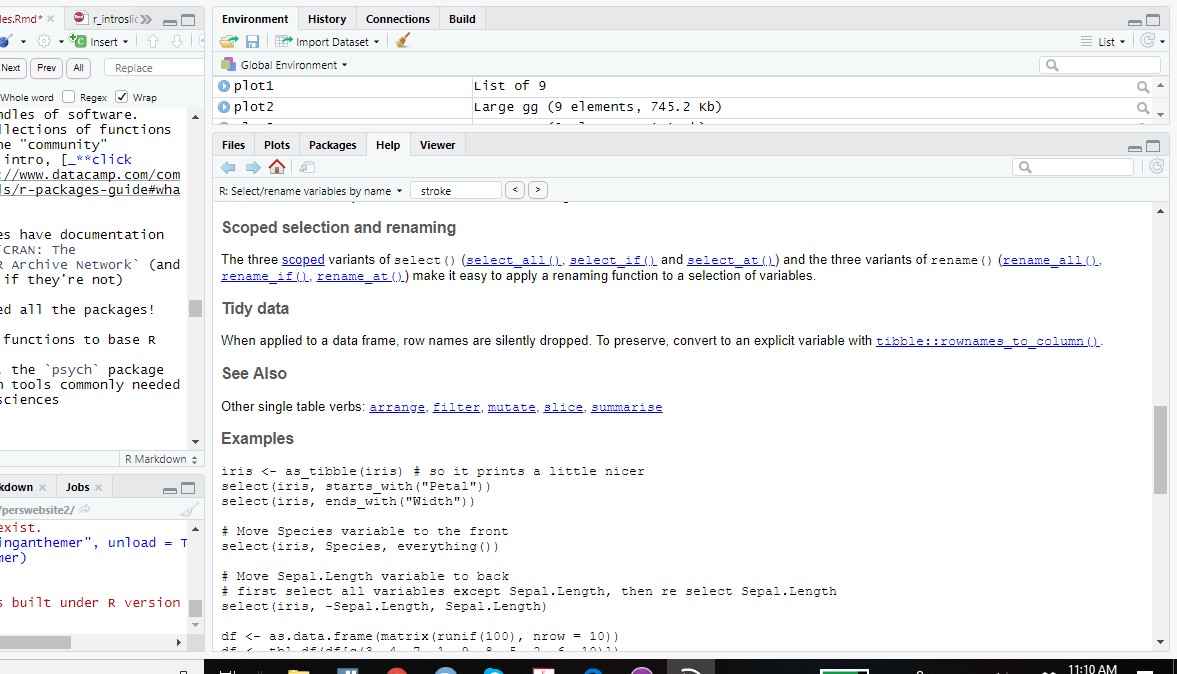 les.Rmd*
r_introslic
Insert
Next Prev All Replace
Whole word Regex Wrap
ndles of software.
llections of functions
he "community"
intro, [_**click
://www.datacamp.com/com
ls/r-packages-guide#wha
es have documentation
`CRAN: The
R Archive Network` (and
if they're not)
ed all the packages!
functions to base R
, the `psych` package
n tools commonly needed
sciences
R Markdown
kdown Jobs
/perswebsite2/
exist.
inganthemer", unload = T
mer)
s built under R version
Environment History Connections Build
Import Dataset List
Global Environment
plot1 List of 9
plot2 Large gg (9 elements, 745.2 Kb)
Files Plots Packages Help Viewer
R: Select/rename variables by name stroke < >
Scoped selection and renaming
The three scoped variants of select() (select_all(), select_if() and select_at()) and the three variants of rename() (rename_all(),
rename_if(), rename_at()) make it easy to apply a renaming function to a selection of variables.
Tidy data
When applied to a data frame, row names are silently dropped. To preserve, convert to an explicit variable with tibble::rownames_to_column().
See Also
Other single table verbs: arrange, filter, mutate, slice, summarise
Examples
iris <- as_tibble(iris) # so it prints a little nicer
select(iris, starts_with("Petal"))
select(iris, ends_with("Width"))
# Move Species variable to the front
select(iris, Species, everything())
# Move Sepal.Length variable to back
# first select all variables except Sepal.Length, then re select Sepal.Length
select(iris, -Sepal.Length, Sepal.Length)
df <- as.data.frame(matrix(runif(100), nrow = 10))
11:10 AM